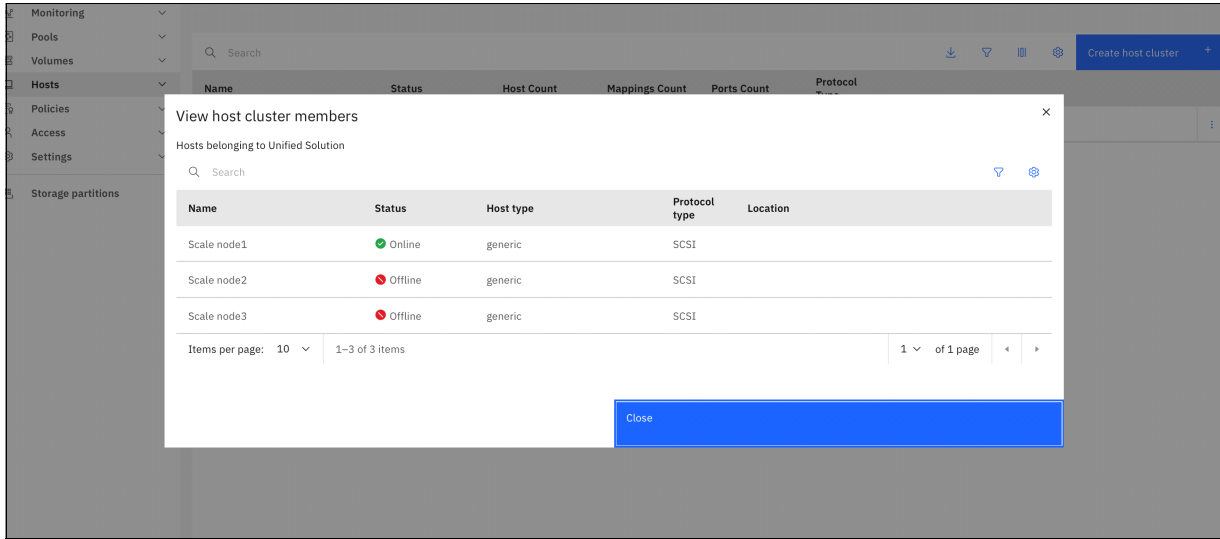 Monitoring
Pools
Volumes
Hosts
Policies
Access
Settings
Storage partitions
Search
Create host cluster +
Name Status Host Count Mappings Count Ports Count Protocol
View host cluster members
Hosts belonging to Unified Solution
Search
Name Status Host type Protocol type Location
Scale node1 Online generic SCSI
Scale node2 Offline generic SCSI
Scale node3 Offline generic SCSI
Items per page: 10 1–3 of 3 items 1 of 1 page
Close